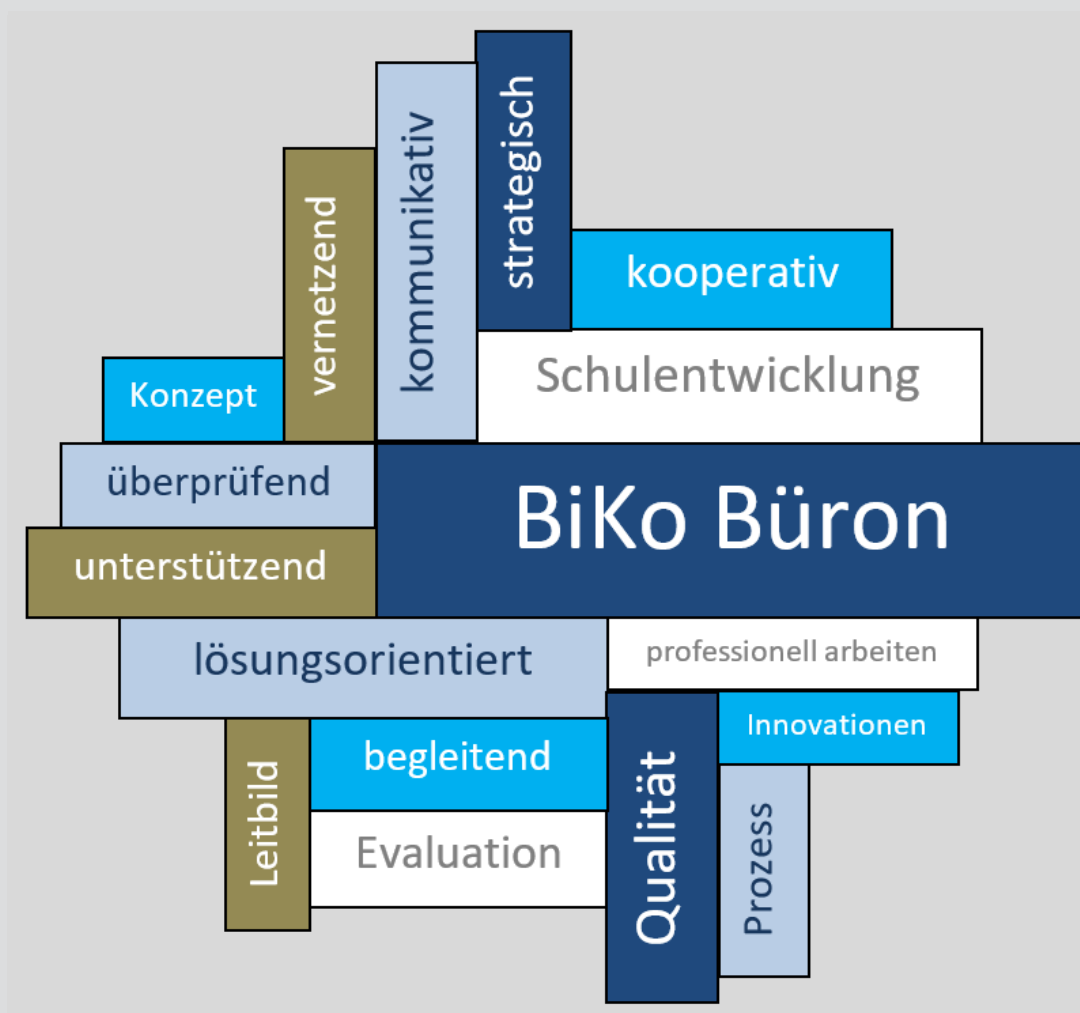 strategisch
kommunikativ
vernetzend
kooperativ
Schulentwicklung
Konzept
überprüfend
BiKo Büron
unterstützend
lösungsorientiert
professionell arbeiten
Innovationen
begleitend
Leitbild
Qualität
Evaluation
Prozess